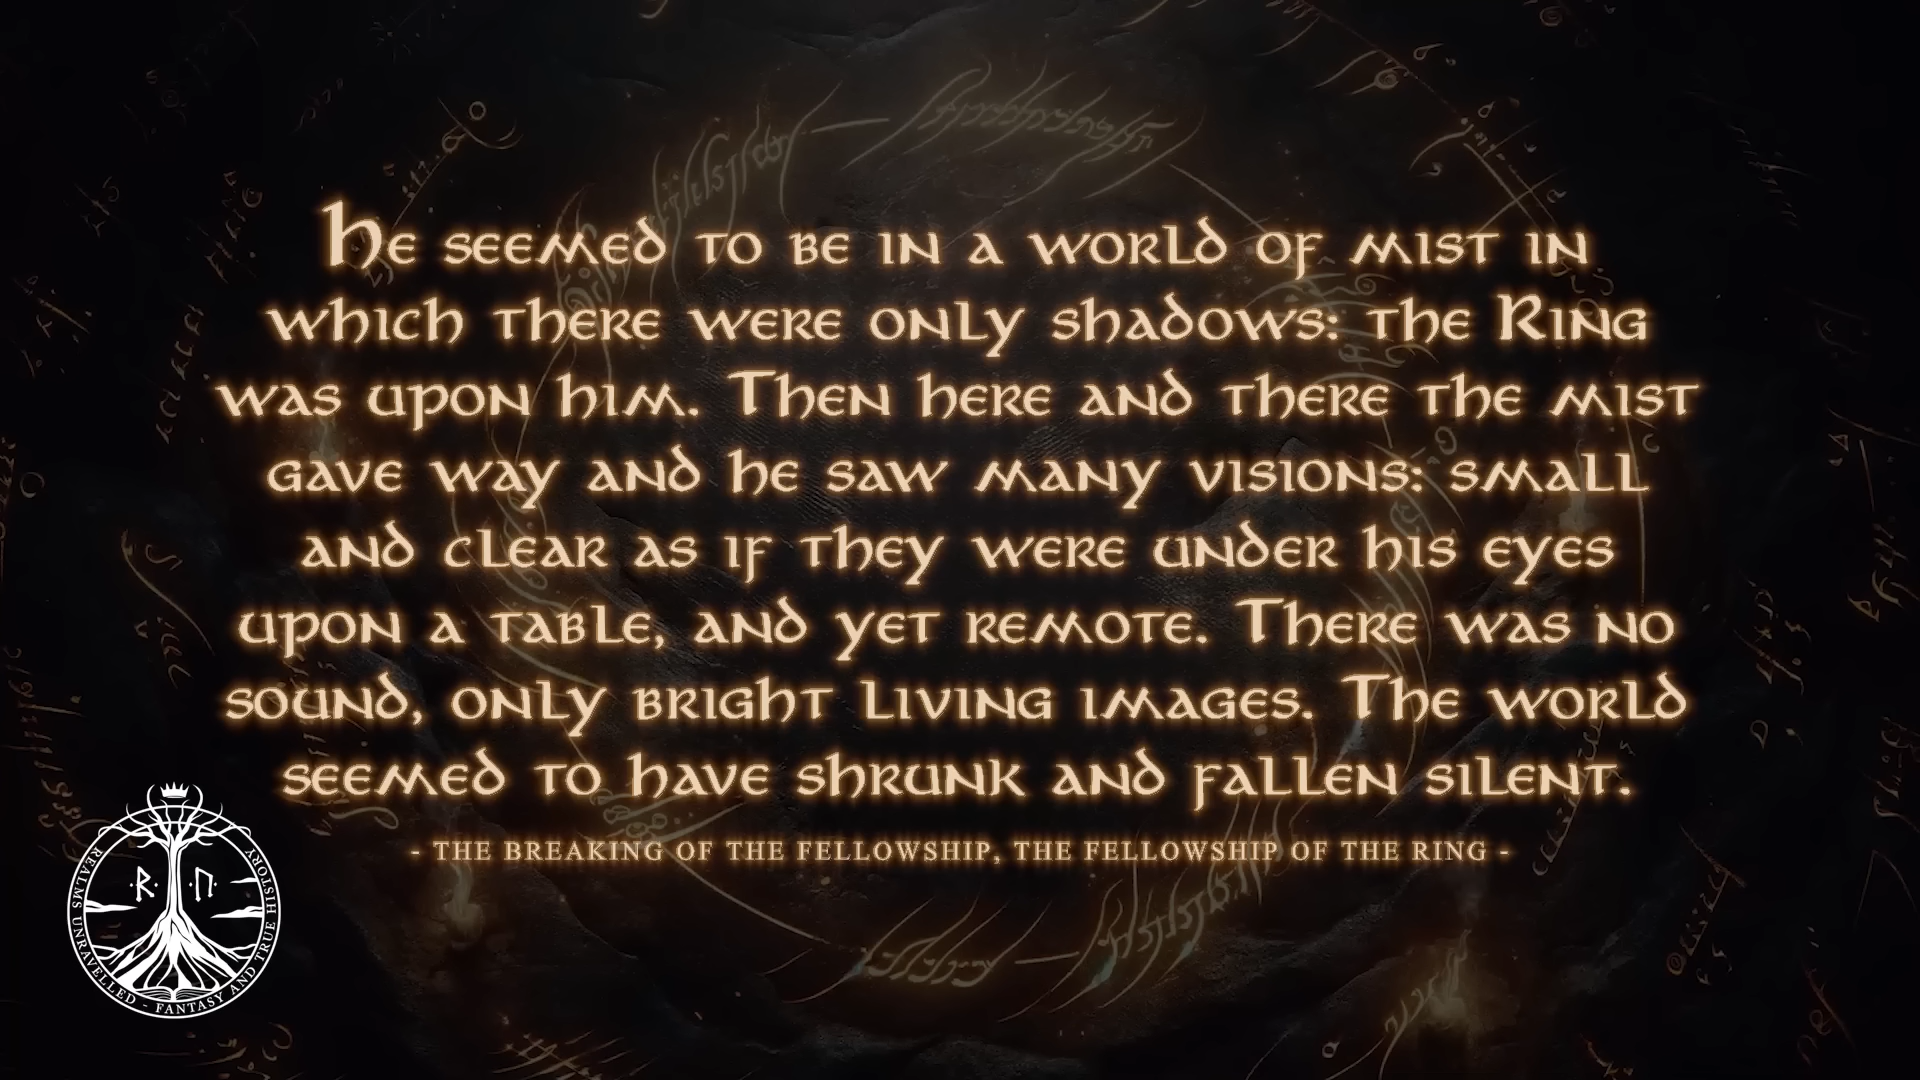 He seemed to be in a world of mist in
which there were only shadows: the Ring
was upon him. Then here and there the mist
gave way and he saw many visions: small
and clear as if they were under his eyes
upon a table, and yet remote. There was no
sound, only bright living images. The world
seemed to have shrunk and fallen silent.
- THE BREAKING OF THE FELLOWSHIP, THE FELLOWSHIP OF THE RING -
REALMS UNRAVELLED - FANTASY AND TRUE HISTORY